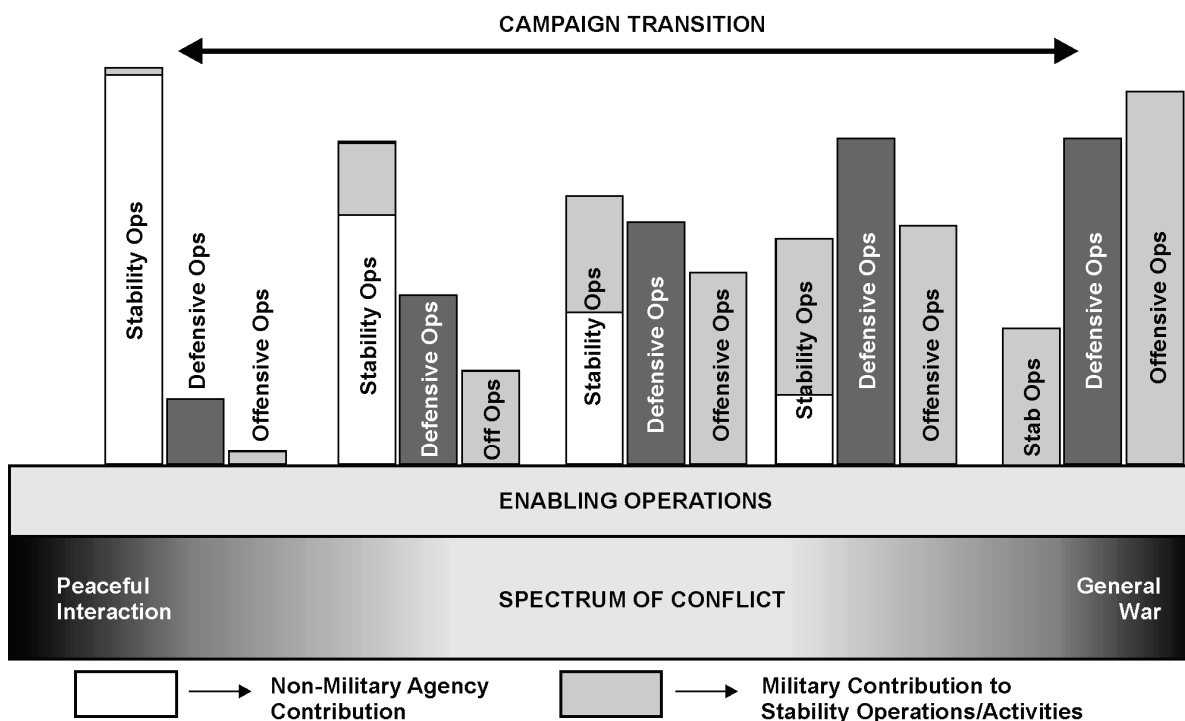 CAMPAIGN TRANSITION
Stability Ops
Defensive Ops
Offensive Ops
Stability Ops
Defensive Ops
Off Ops
Stability Ops
Defensive Ops
Offensive Ops
Stability Ops
Defensive Ops
Offensive Ops
Stab Ops
Defensive Ops
Offensive Ops
ENABLING OPERATIONS
Peaceful
Interaction
SPECTRUM OF CONFLICT
General
War
Non-Military Agency
Contribution
Military Contribution to
Stability Operations/Activities